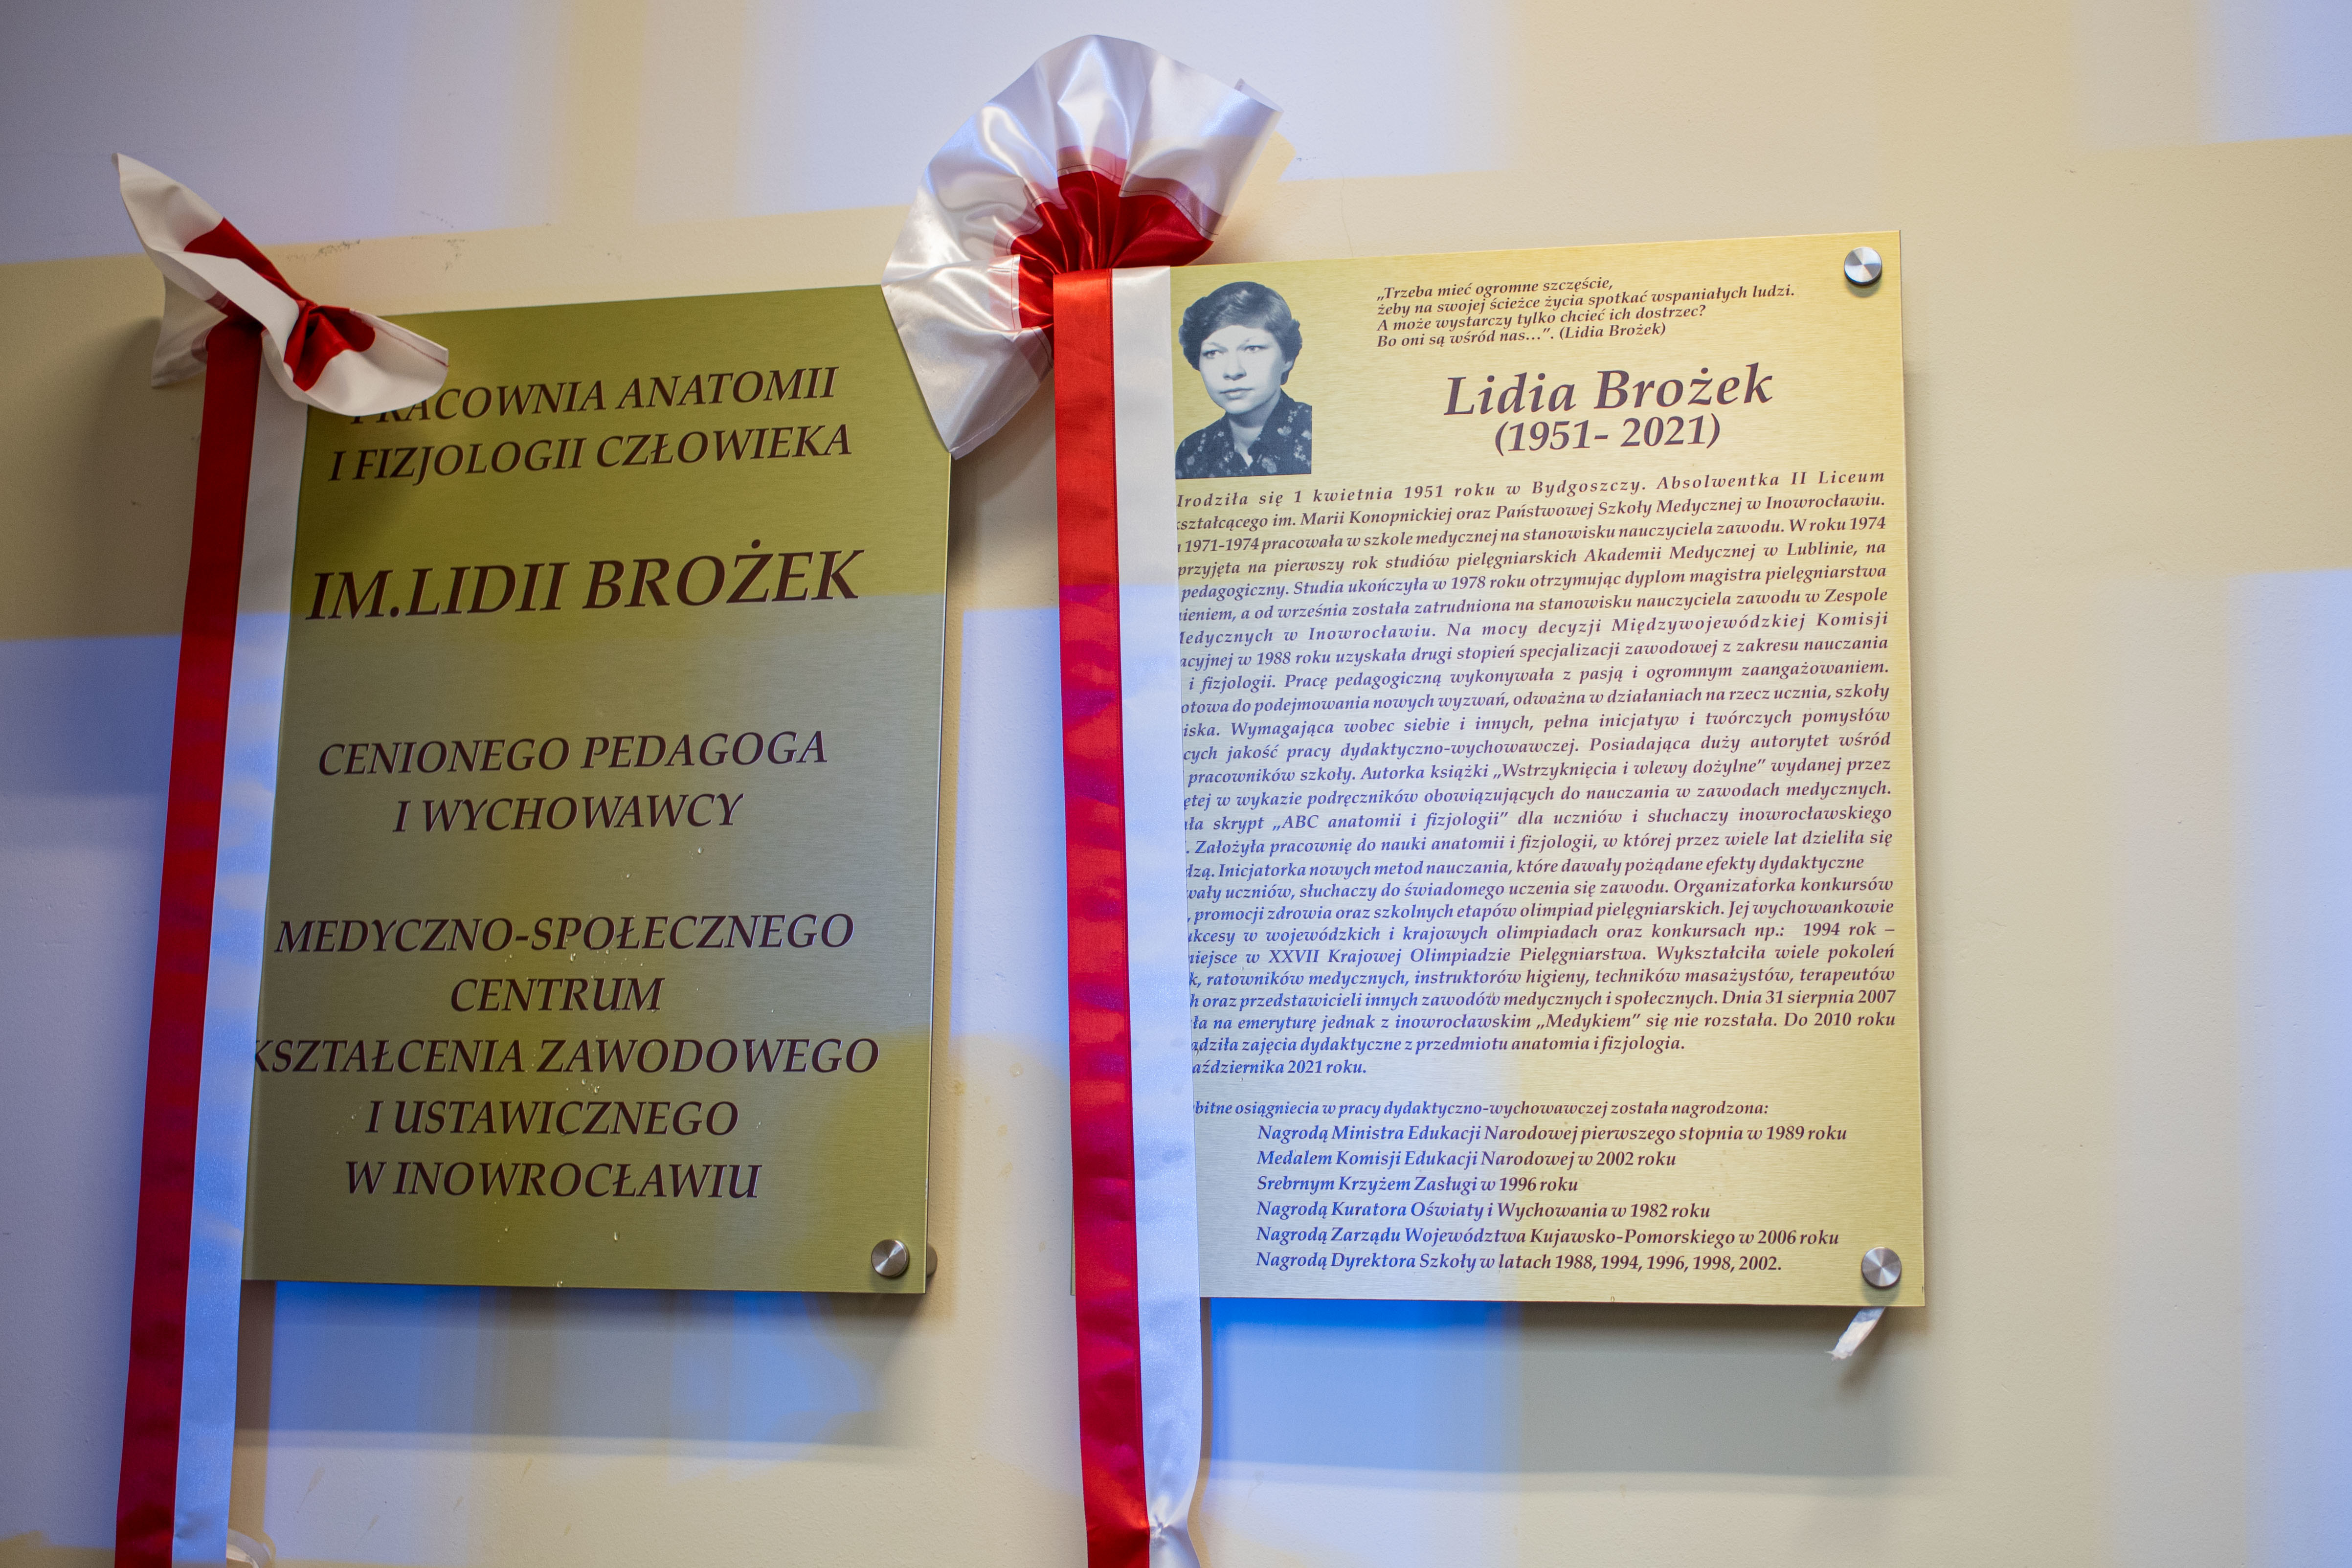 PRACOWNIA ANATOMII
I FIZJOLOGII CZŁOWIEKA
IM.LIDII BROŻEK
CENIONEGO PEDAGOGA
I WYCHOWAWCY
MEDYCZNO-SPOŁECZNEGO
CENTRUM
KSZTAŁCENIA ZAWODOWEGO
I USTAWICZNEGO
W INOWROCŁAWIU
„Trzeba mieć ogromne szczęście,
żeby na swojej ścieżce życia spotkać wspaniałych ludzi.
A może wystarczy tylko chcieć ich dostrzec?
Bo oni są wśród nas...”. (Lidia Brożek)
Lidia Brożek
(1951- 2021)
Urodziła się 1 kwietnia 1951 roku w Bydgoszczy. Absolwentka II Liceum
kształcącego im. Marii Konopnickiej oraz Państwowej Szkoły Medycznej w Inowrocławiu.
1971-1974 pracowała w szkole medycznej na stanowisku nauczyciela zawodu. W roku 1974
przyjęta na pierwszy rok studiów pielęgniarskich Akademii Medycznej w Lublinie, na
pedagogiczny. Studia ukończyła w 1978 roku otrzymując dyplom magistra pielęgniarstwa
nieniem, a od września została zatrudniona na stanowisku nauczyciela zawodu w Zespole
Medycznych w Inowrocławiu. Na mocy decyzji Międzywojewódzkiej Komisji
acyjnej w 1988 roku uzyskała drugi stopień specjalizacji zawodowej z zakresu nauczania
i fizjologii. Pracę pedagogiczną wykonywała z pasją i ogromnym zaangażowaniem.
otowa do podejmowania nowych wyzwań, odważna w działaniach na rzecz ucznia, szkoły
iska. Wymagająca wobec siebie i innych, pełna inicjatyw i twórczych pomysłów
cych jakość pracy dydaktyczno-wychowawczej. Posiadająca duży autorytet wśród
pracowników szkoły. Autorka książki „Wstrzyknięcia i wlewy dożylne” wydanej przez
ętej w wykazie podręczników obowiązujących do nauczania w zawodach medycznych.
ała skrypt „ABC anatomii i fizjologii” dla uczniów i słuchaczy inowrocławskiego
. Założyła pracownię do nauki anatomii i fizjologii, w której przez wiele lat dzieliła się
dzą. Inicjatorka nowych metod nauczania, które dawały pożądane efekty dydaktyczne
wały uczniów, słuchaczy do świadomego uczenia się zawodu. Organizatorka konkursów
, promocji zdrowia oraz szkolnych etapów olimpiad pielęgniarskich. Jej wychowankowie
ukcesy w wojewódzkich i krajowych olimpiadach oraz konkursach np.: 1994 rok –
miejsce w XXVII Krajowej Olimpiadzie Pielęgniarstwa. Wykształciła wiele pokoleń
k, ratowników medycznych, instruktorów higieny, techników masażystów, terapeutów
h oraz przedstawicieli innych zawodów medycznych i społecznych. Dnia 31 sierpnia 2007
ła na emeryturę jednak z inowrocławskim „Medykiem” się nie rozstała. Do 2010 roku
adziła zajęcia dydaktyczne z przedmiotu anatomia i fizjologia.
aździernika 2021 roku.
bitne osiągniecia w pracy dydaktyczno-wychowawczej została nagrodzona:
Nagrodą Ministra Edukacji Narodowej pierwszego stopnia w 1989 roku
Medalem Komisji Edukacji Narodowej w 2002 roku
Srebrnym Krzyżem Zasługi w 1996 roku
Nagrodą Kuratora Oświaty i Wychowania w 1982 roku
Nagrodą Zarządu Województwa Kujawsko-Pomorskiego w 2006 roku
Nagrodą Dyrektora Szkoły w latach 1988, 1994, 1996, 1998, 2002.